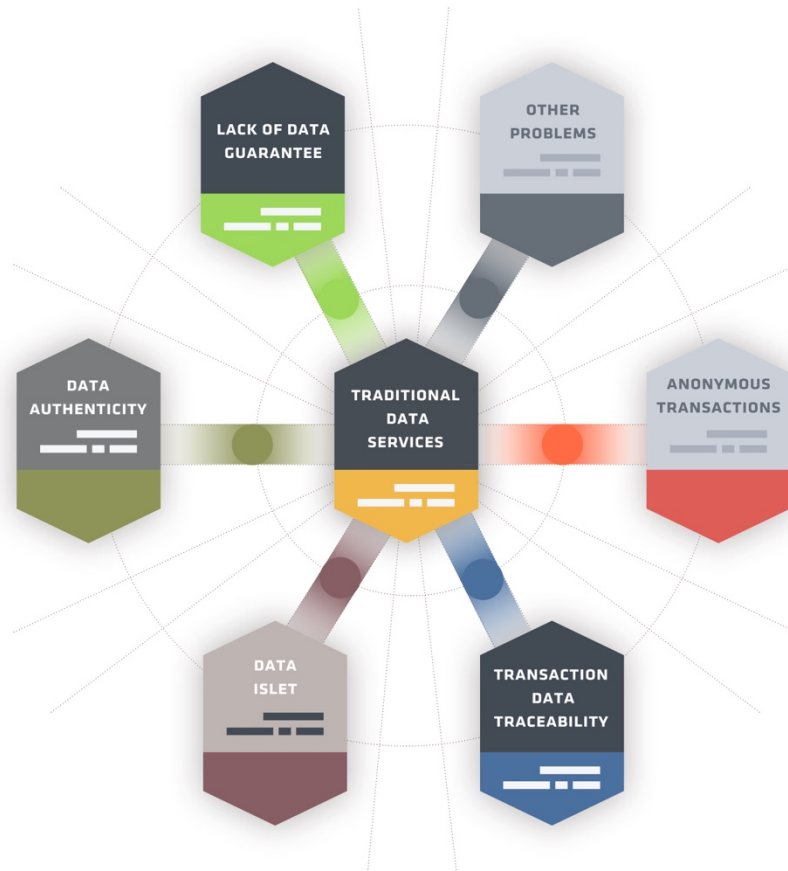 LACK OF DATA
GUARANTEE
OTHER
PROBLEMS
DATA
AUTHENTICITY
TRADITIONAL
DATA
SERVICES
ANONYMOUS
TRANSACTIONS
DATA
ISLET
TRANSACTION
DATA
TRACEABILITY